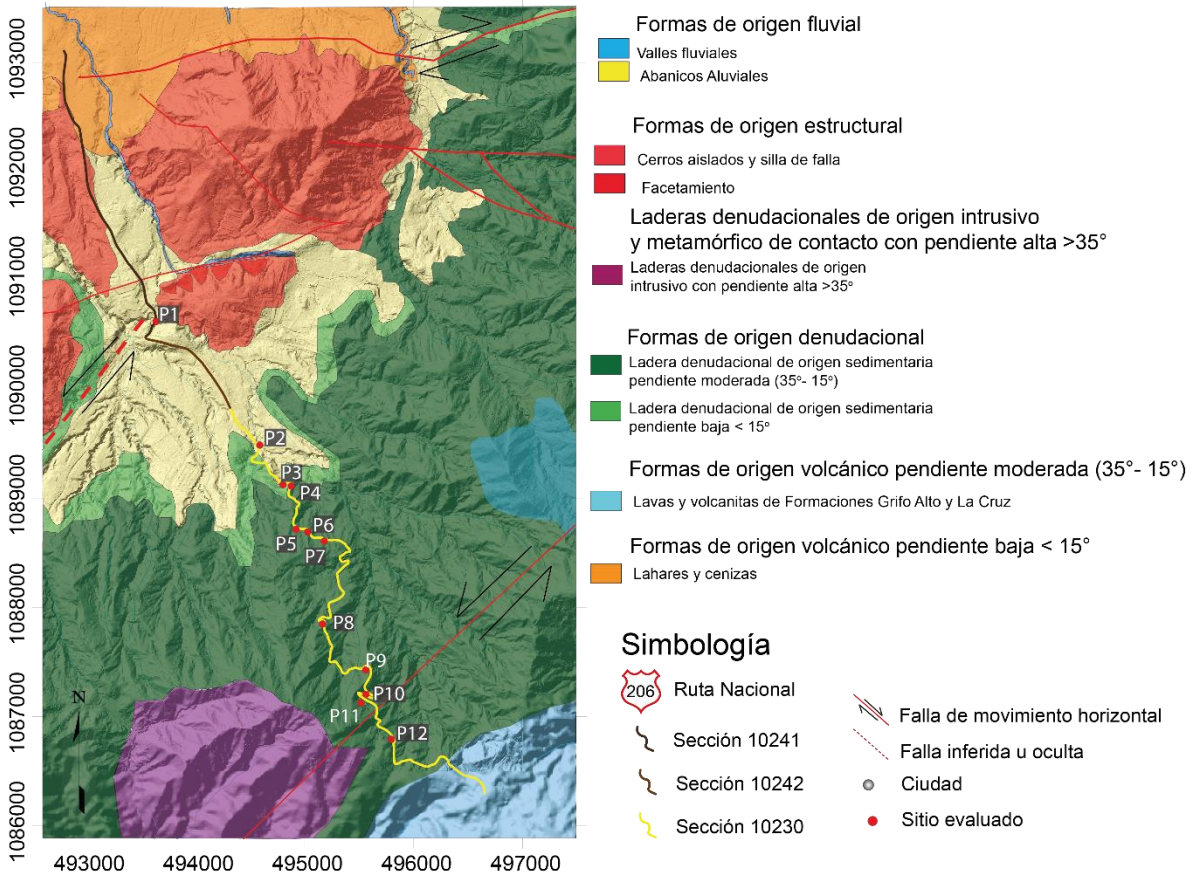 1093000
1092000
1091000
1090000
1089000
1088000
1087000
1086000
493000
494000
495000
496000
497000
P1
P2
P3
P4
P5
P6
P7
P8
P9
P10
P11
P12
N
Formas de origen fluvial
Valles fluviales
Abanicos Aluviales
Formas de origen estructural
Cerros aislados y silla de falla
Facetamiento
Laderas denudacionales de origen intrusivo
y metamórfico de contacto con pendiente alta >35°
Laderas denudacionales de origen
intrusivo con pendiente alta >35°
Formas de origen denudacional
Ladera denudacional de origen sedimentaria
pendiente moderada (35°- 15°)
Ladera denudacional de origen sedimentaria
pendiente baja < 15°
Formas de origen volcánico pendiente moderada (35°- 15°)
Lavas y volcanitas de Formaciones Grifo Alto y La Cruz
Formas de origen volcánico pendiente baja < 15°
Lahares y cenizas
Simbología
206
Ruta Nacional
Sección 10241
Sección 10242
Sección 10230
Falla de movimiento horizontal
Falla inferida u oculta
Ciudad
Sitio evaluado